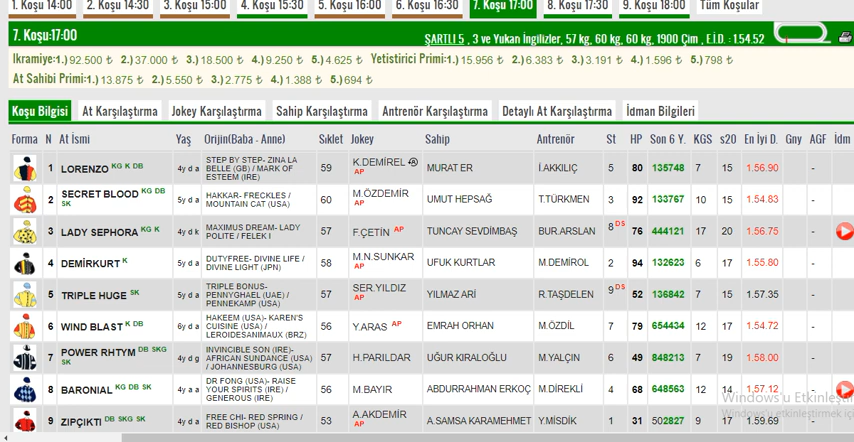 1. Koşu 14:00 2. Koşu 14:30 3. Koşu 15:00 4. Koşu 15:30 5. Koşu 16:00 6. Koşu 16:30 7. Koşu 17:00 8. Koşu 17:30 9. Koşu 18:00 Tüm Koşular
7. Koşu:17:00 ŞARTLI 5 , 3 ve Yukarı İngilizler, 57 kg, 60 kg, 60 kg, 1900 Çim , E.İ.D. : 1.54.52
İkramiye:1.) 92.500 ₺ 2.) 37.000 ₺ 3.) 18.500 ₺ 4.) 9.250 ₺ 5.) 4.625 ₺ Yetistirici Primi:1.) 15.956 ₺ 2.) 6.383 ₺ 3.) 3.191 ₺ 4.) 1.596 ₺ 5.) 798 ₺
At Sahibi Primi:1.) 13.875 ₺ 2.) 5.550 ₺ 3.) 2.775 ₺ 4.) 1.388 ₺ 5.) 694 ₺
Koşu Bilgisi At Karşılaştırma Jokey Karşılaştırma Sahip Karşılaştırma Antrenör Karşılaştırma Detaylı At Karşılaştırma İdman Bilgileri
Forma N At İsmi Yaş Orijin(Baba - Anne) Sıklet Jokey Sahip Antrenör St HP Son 6 Y. KGS s20 En İyi D. Gny AGF İdm
1 LORENZO KG K DB 4y d a STEP BY STEP- ZINA LA BELLE (GB) / MARK OF ESTEEM (IRE) 59 K.DEMİREL AP MURAT ER İ.AKKILIÇ 5 80 135748 7 15 1.56.90 -
2 SECRET BLOOD KG DB SK 5y d a HAKKAR- FRECKLES / MOUNTAIN CAT (USA) 60 M.ÖZDEMİR AP UMUT HEPSAĞ T.TÜRKMEN 3 92 133767 10 15 1.54.83 -
3 LADY SEPHORA KG K 4y d k MAXIMUS DREAM- LADY POLITE / FELEK I 57 F.ÇETİN AP TUNCAY SEVDİMBAŞ BUR.ARSLAN 8 DS 76 444121 17 20 1.56.75 -
4 DEMİRKURT K 5y d a DUTYFREE- DIVINE LIFE / DIVINE LIGHT (JPN) 58 M.N.SUNKAR AP UFUK KURTLAR M.DEMİROL 2 94 132623 6 17 1.55.80 -
5 TRIPLE HUGE SK 5y d a TRIPLE BONUS- PENNYGHAEL (UAE) / PENNEKAMP (USA) 57 SER.YILDIZ AP YILMAZ ARİ R.TAŞDELEN 9 DS 52 136842 7 15 1.57.35 -
6 WIND BLAST K DB 6y d a HAKEEM (USA)- KAREN'S CUISINE (USA) / LEROIDESANIMAUX (BRZ) 56 Y.ARAS AP EMRAH ORHAN M.ÖZDİL 7 79 654434 12 17 1.54.72 -
7 POWER RHTYM DB SKG SK 4y d g INVINCIBLE SON (IRE)- AFRICAN SUNDANCE (USA) / JOHANNESBURG (USA) 57 H.PARILDAR UĞUR KIRALOĞLU M.YALÇIN 6 49 848213 7 19 1.58.00 -
8 BARONIAL KG DB SK 4y a a DR FONG (USA)- RAISE YOUR SPIRITS (IRE) / GENEROUS (IRE) 56 M.BAYIR ABDURRAHMAN ERKOÇ M.DİREKLİ 4 68 648563 12 14 1.57.12 -
9 ZIPÇIKTI DB SKG SK 4y d a FREE CHI- RED SPRING / RED BISHOP (USA) 53 A.AKDEMİR AP A.SAMSA KARAMEHMET Y.MISDIK 1 31 502827 9 17 1.59.69 -
Windows'u Etkinleşti
Windows'u etkinleştirmek içi